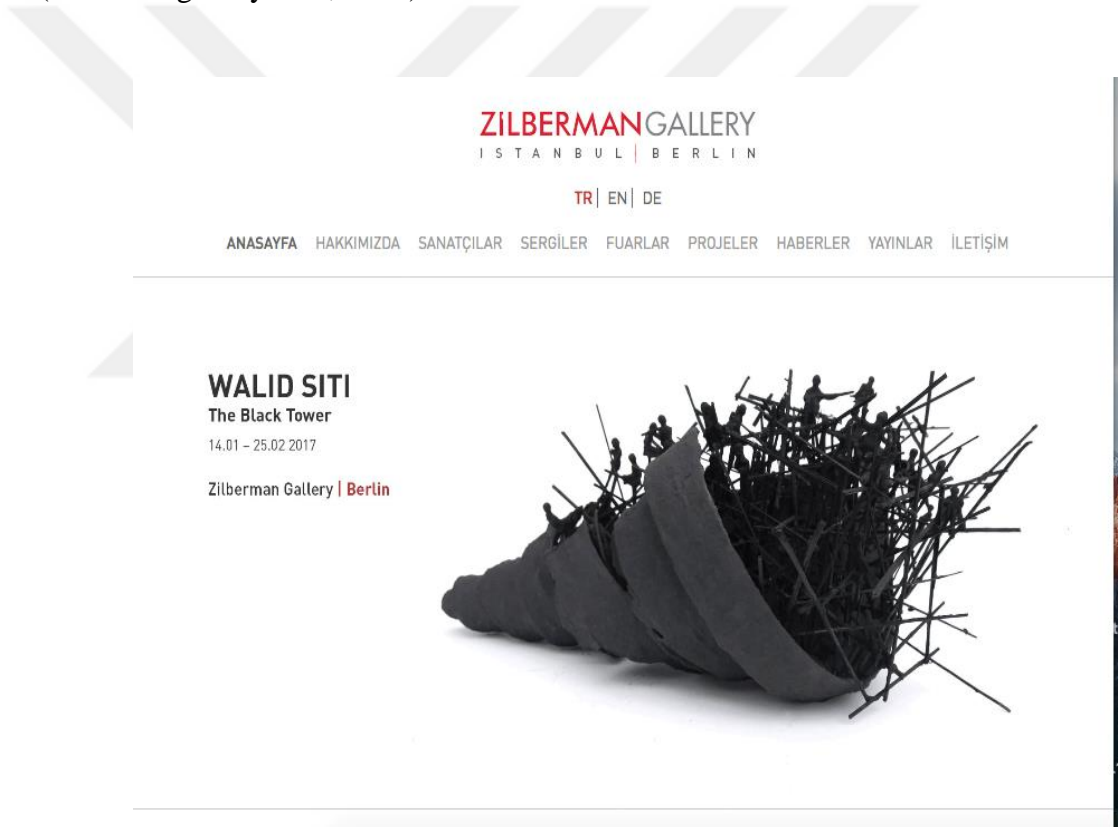 ZİLBERMANGALLERY
ISTANBUL | BERLIN
TR | EN | DE
ANASAYFA HAKKIMIZDA SANATÇILAR SERGİLER FUARLAR PROJELER HABERLER YAYINLAR İLETİŞİM
WALID SITI
The Black Tower
14.01 – 25.02 2017
Zilberman Gallery | Berlin